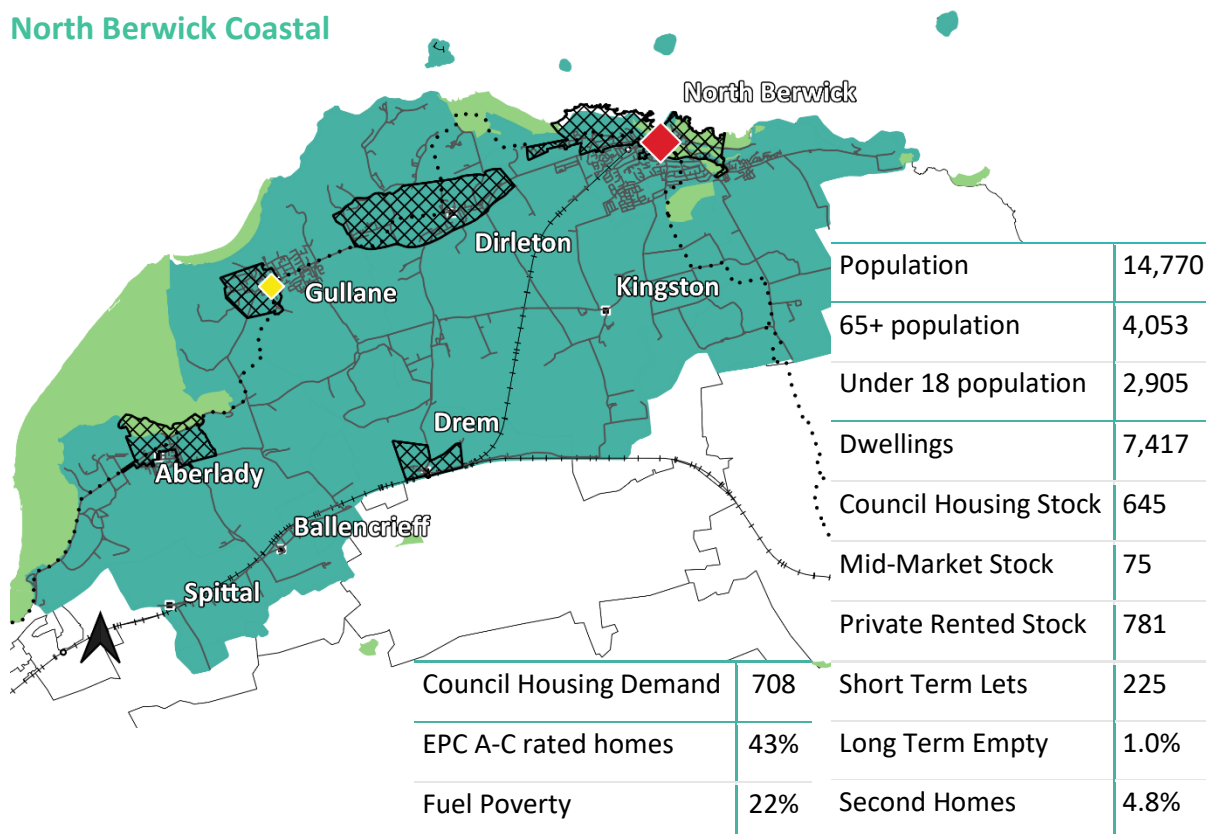 North Berwick Coastal
North Berwick
Dirleton
Gullane
Kingston
Drem
Aberlady
Ballencrieff
Spittal
Population 14,770
65+ population 4,053
Under 18 population 2,905
Dwellings 7,417
Council Housing Stock 645
Mid-Market Stock 75
Private Rented Stock 781
Short Term Lets 225
Long Term Empty 1.0%
Second Homes 4.8%
Council Housing Demand 708
EPC A-C rated homes 43%
Fuel Poverty 22%